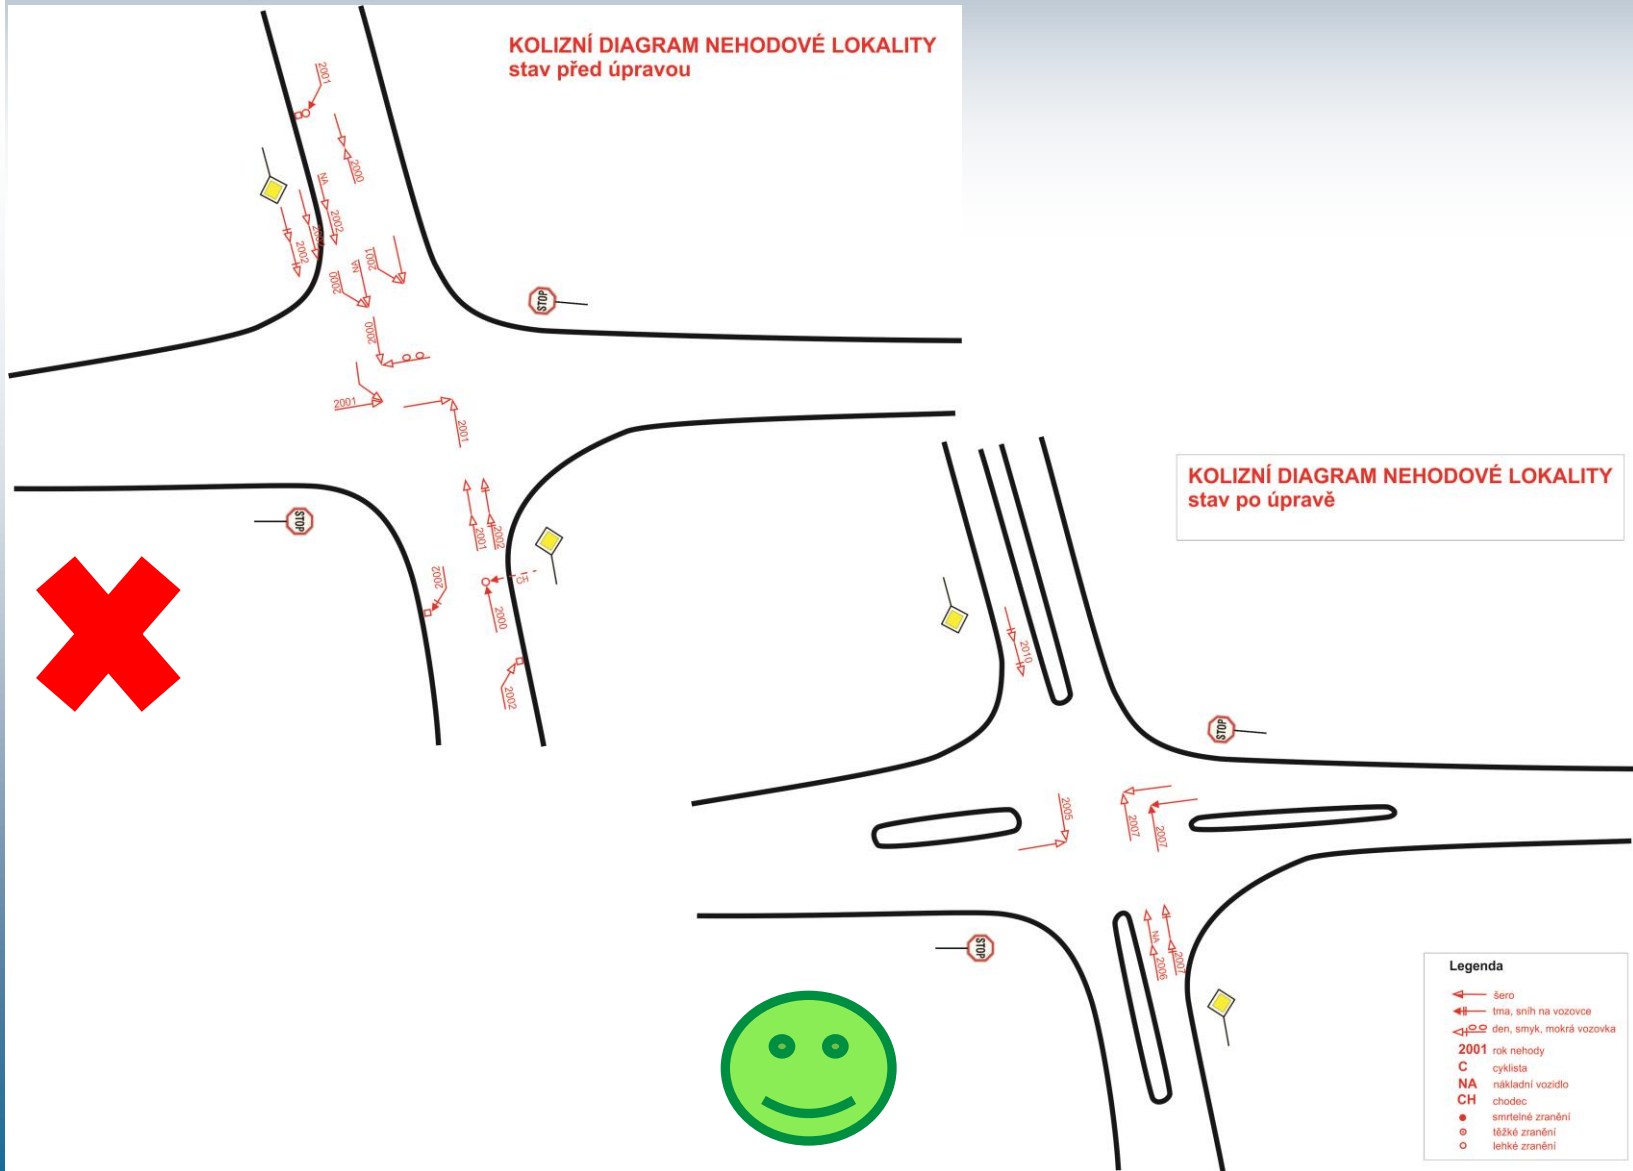 KOLIZNÍ DIAGRAM NEHODOVÉ LOKALITY
stav před úpravou
2001
2000
NA
2002
2002
2001
NA
2000
STOP
2000
2001
2001
2001
2002
STOP
2002
CH
2000
2002
KOLIZNÍ DIAGRAM NEHODOVÉ LOKALITY
stav po úpravě
2010
STOP
2005
2007
2007
STOP
NA
2006
2007
Legenda
šero
tma, sníh na vozovce
den, smyk, mokrá vozovka
2001 rok nehody
C cyklista
NA nákladní vozidlo
CH chodec
smrtelné zranění
těžké zranění
lehké zranění